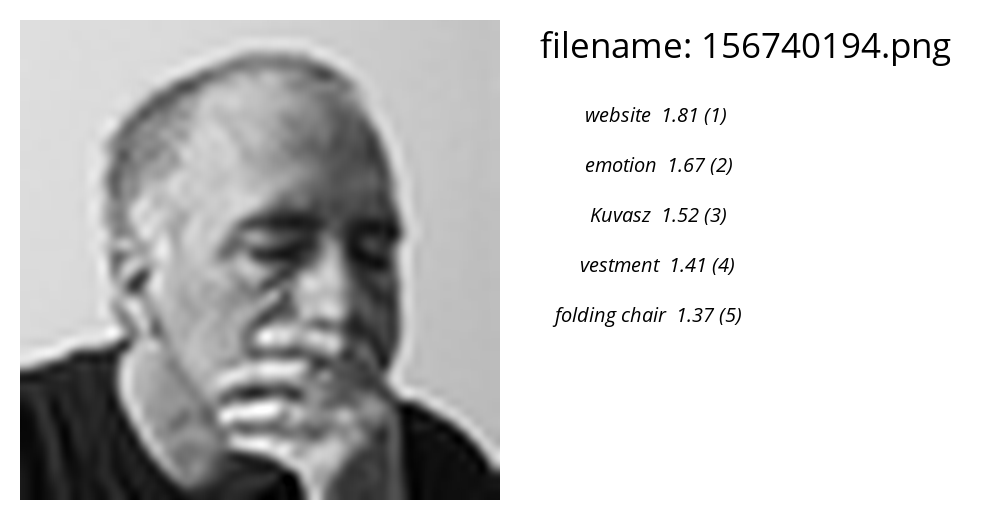 filename: 156740194.png
website 1.81 (1)
emotion 1.67 (2)
Kuvasz 1.52 (3)
vestment 1.41 (4)
folding chair 1.37 (5)